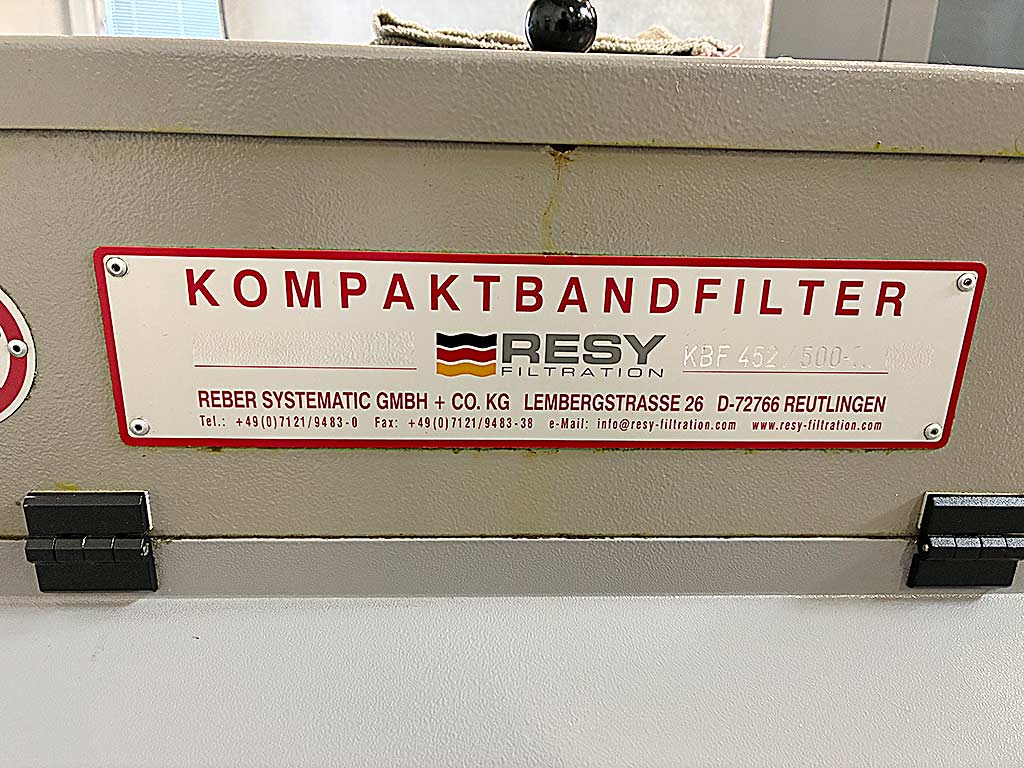 KOMPAKTBANDFILTER
RESY
FILTRATION
KBF 452/500-
REBER SYSTEMATIC GMBH + CO. KG LEMBERGSTRASSE 26 D-72766 REUTLINGEN
Tel.: +49(0)7121/9483-0 Fax: +49(0)7121/9483-38 e-Mail: info@resy-filtration.com www.resy-filtration.com